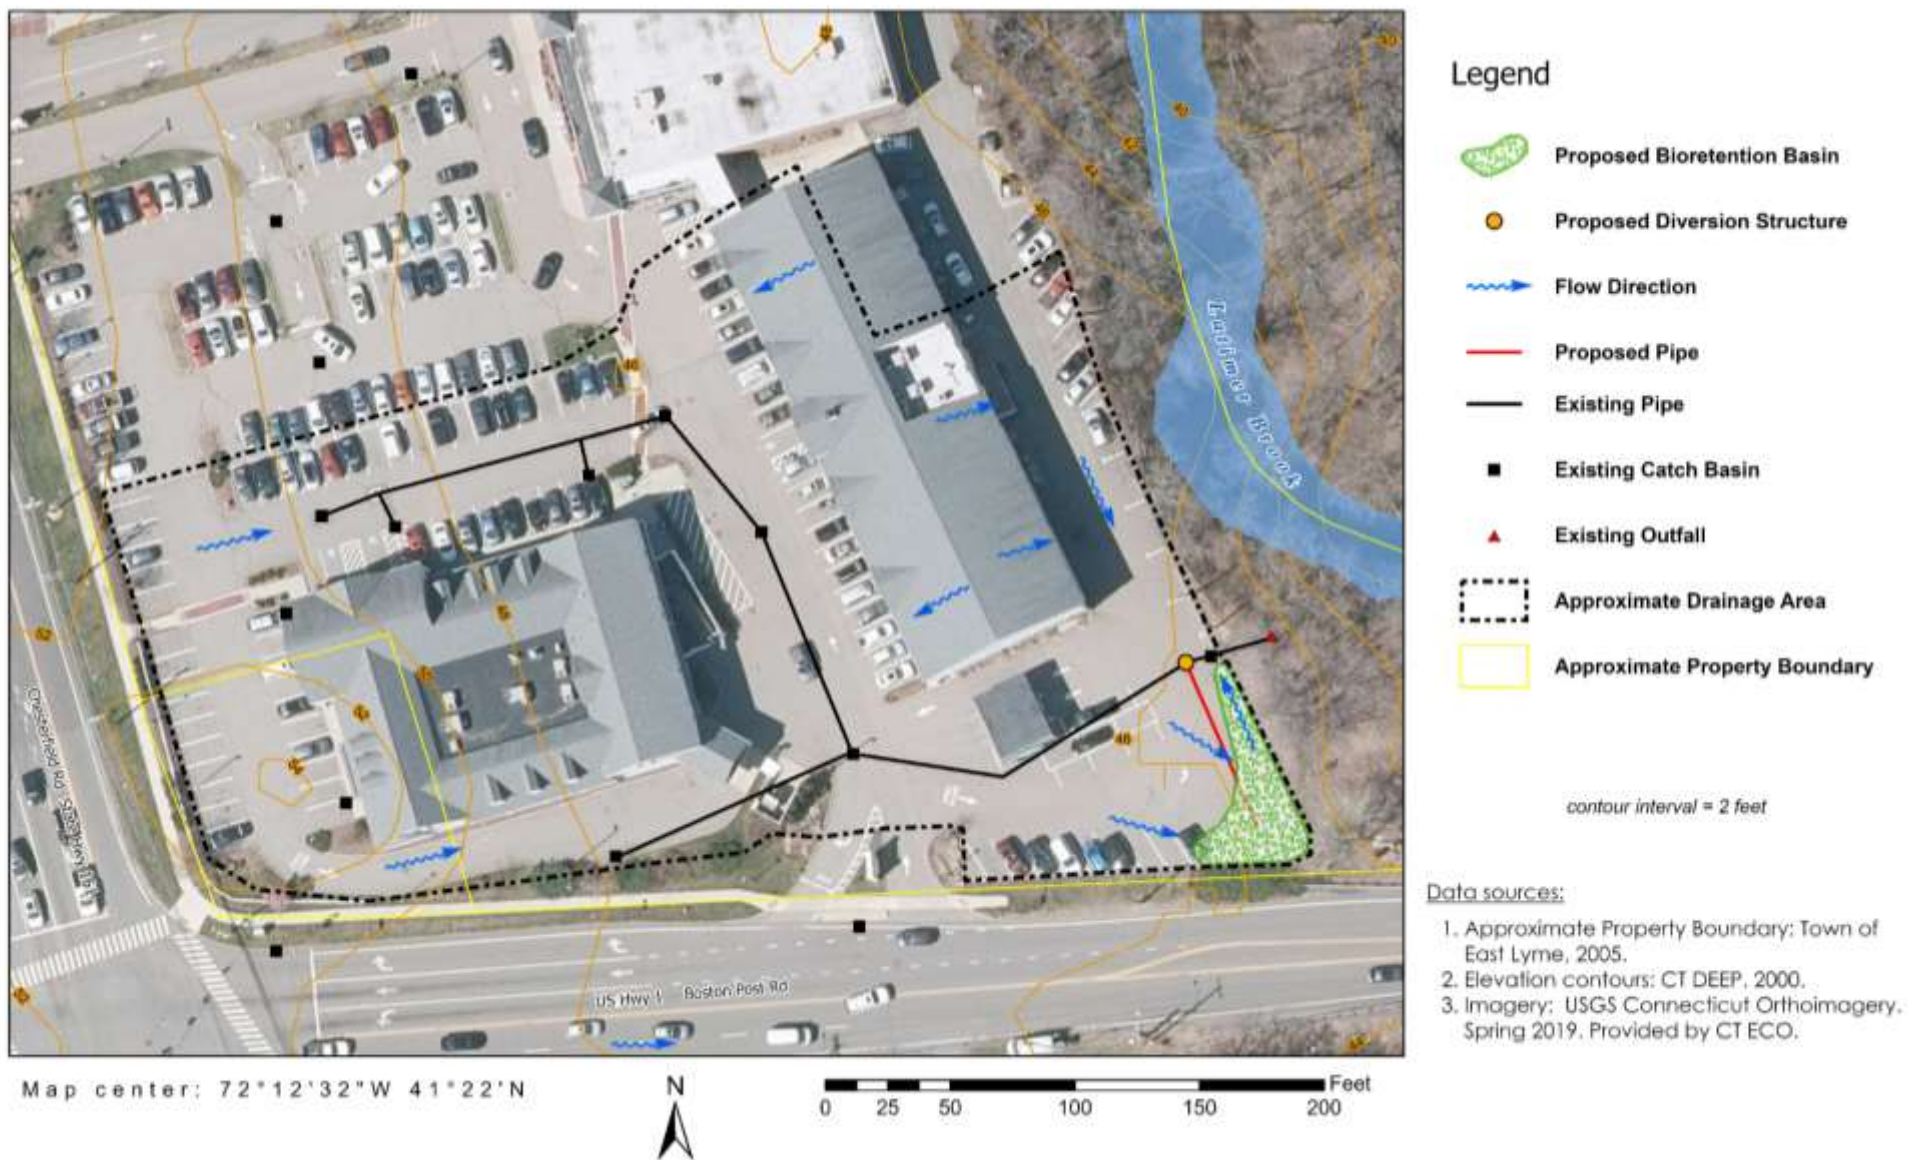 Legend
Proposed Bioretention Basin
Proposed Diversion Structure
Flow Direction
Proposed Pipe
Existing Pipe
Existing Catch Basin
Existing Outfall
Approximate Drainage Area
Approximate Property Boundary
contour interval = 2 feet
Data sources:
1. Approximate Property Boundary: Town of
East Lyme, 2005.
2. Elevation contours: CT DEEP, 2000.
3. Imagery: USGS Connecticut Orthoimagery,
Spring 2019. Provided by CT ECO.
Latimer Brook
40
46
48
52
US Hwy 1 Boston Post Rd
Map center: 72°12'32"W 41°22'N
N
Feet
0 25 50 100 150 200